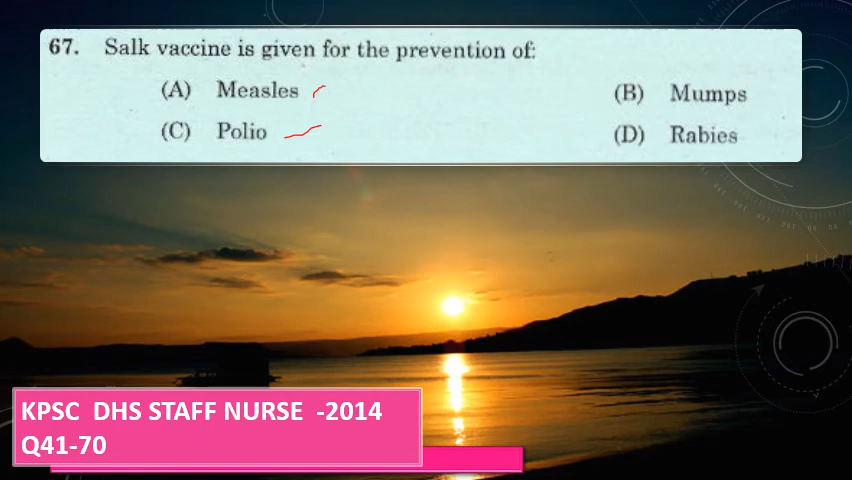 67. Salk vaccine is given for the prevention of:
(A) Measles (B) Mumps
(C) Polio (D) Rabies
KPSC DHS STAFF NURSE -2014
Q41-70